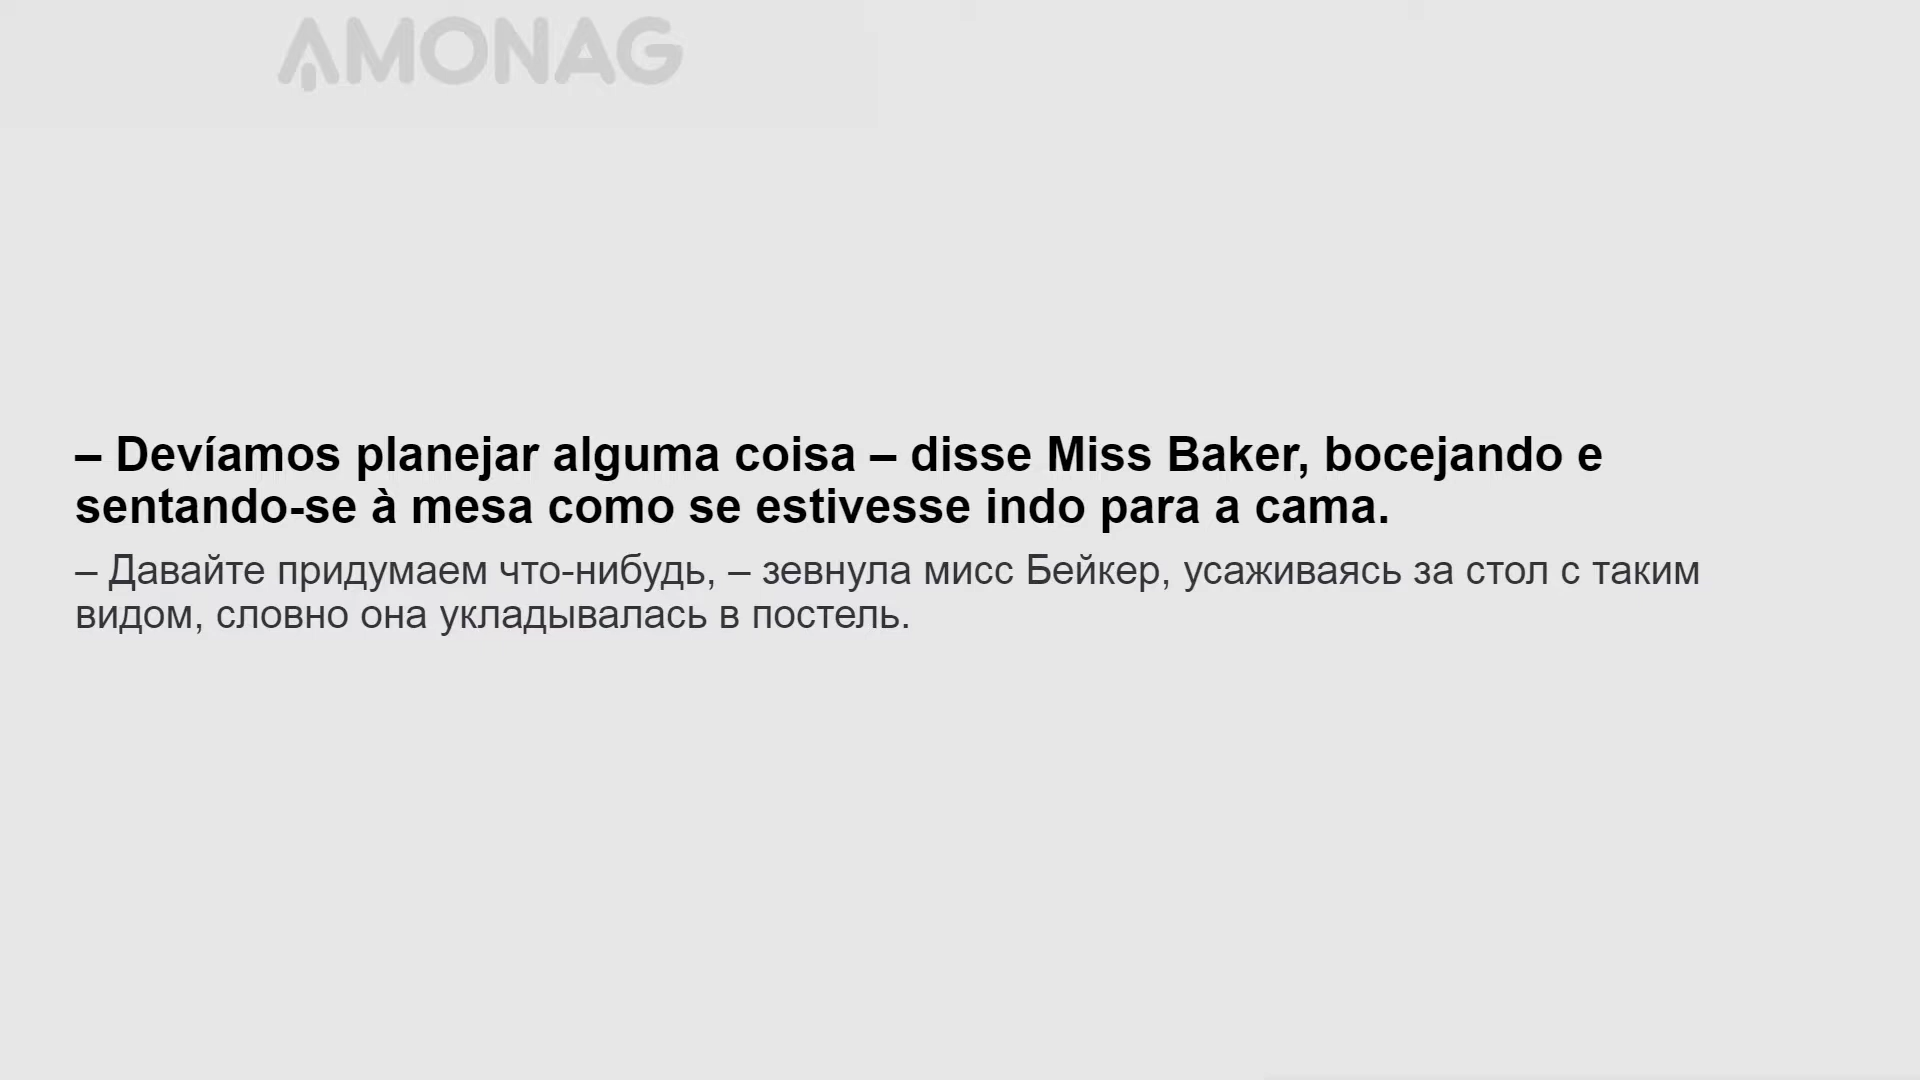 AMONAG
– Devíamos planejar alguma coisa – disse Miss Baker, bocejando e
sentando-se à mesa como se estivesse indo para a cama.
– Давайте придумаем что-нибудь, – зевнула мисс Бейкер, усаживаясь за стол с таким
видом, словно она укладывалась в постель.